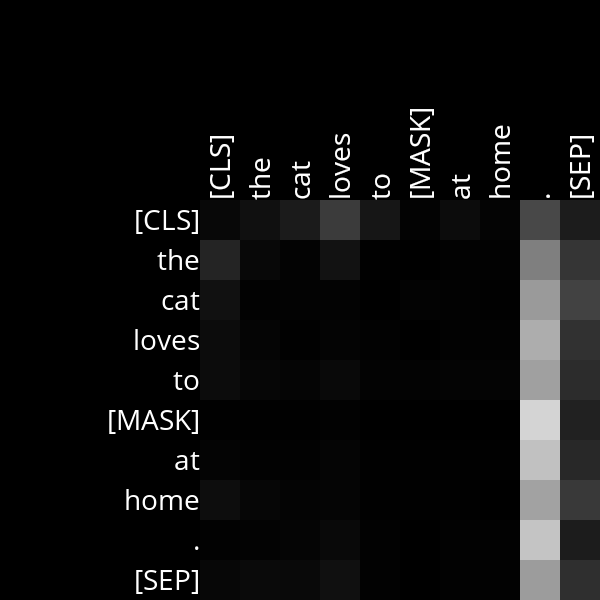 [CLS] the cat loves to [MASK] at home . [SEP]
[CLS]
the
cat
loves
to
[MASK]
at
home
.
[SEP]